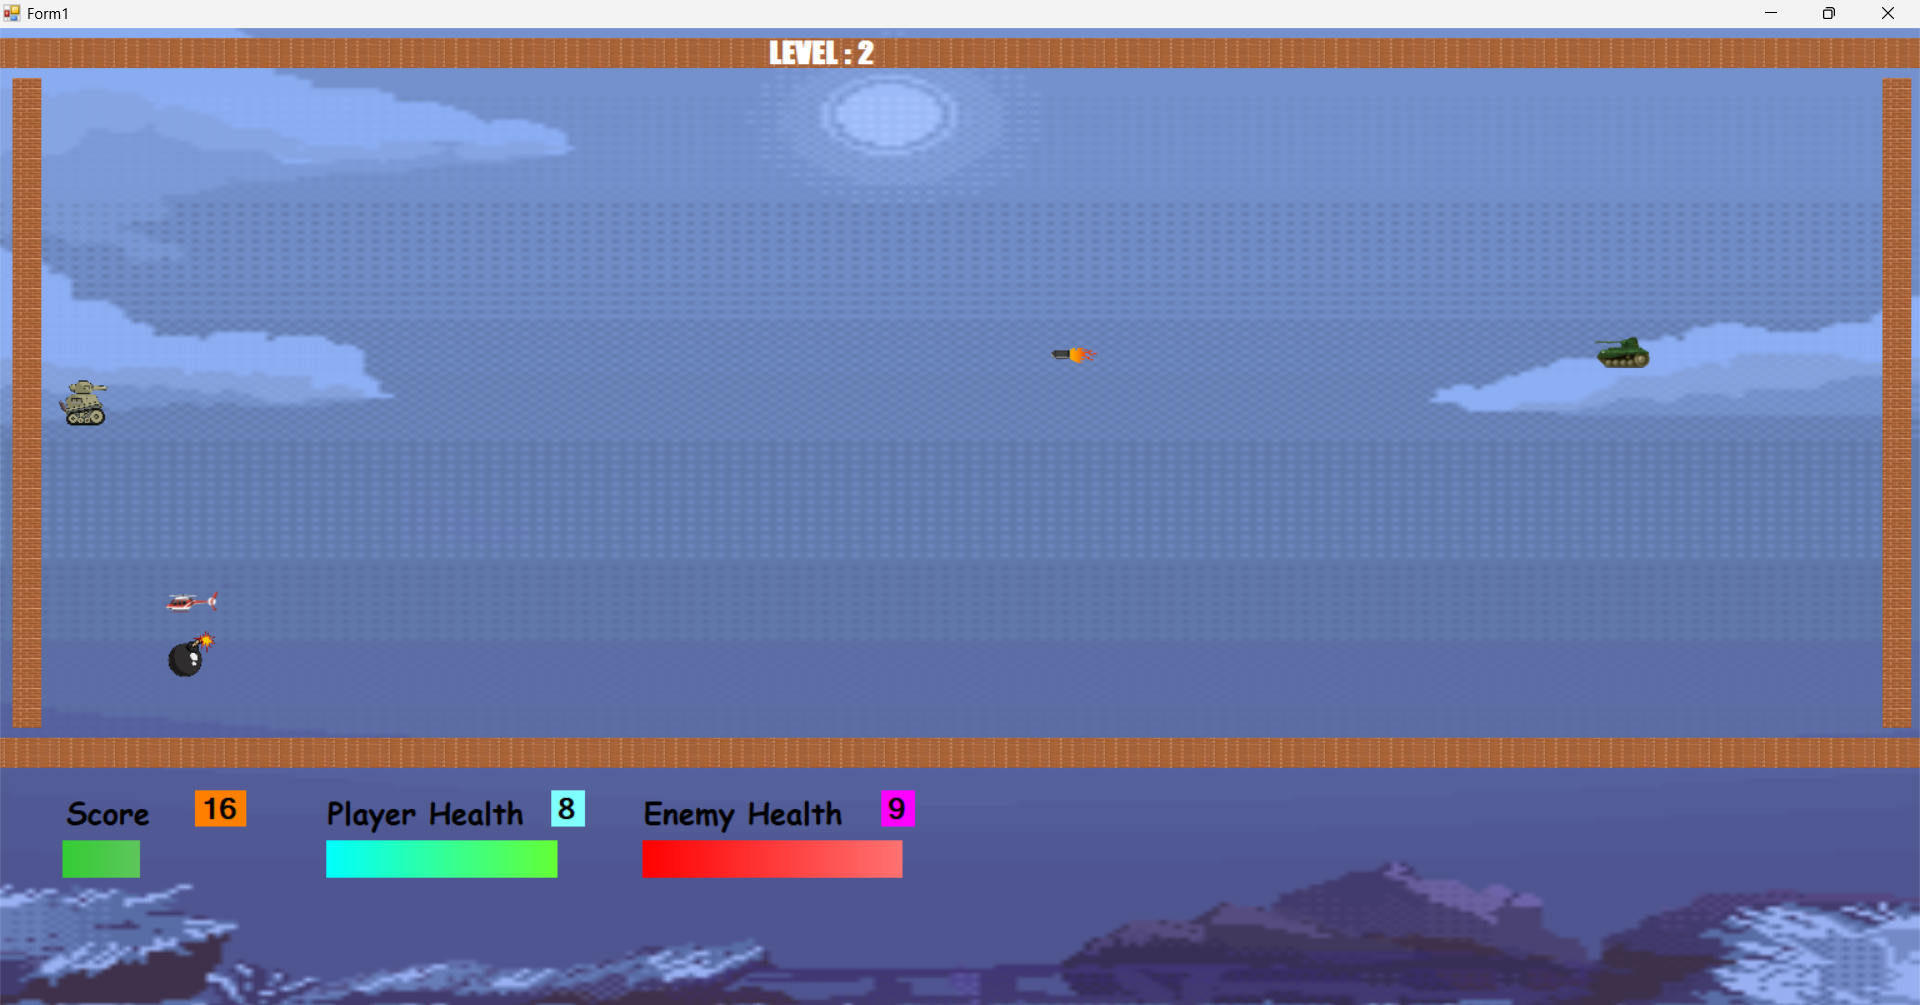 Form1
LEVEL : 2
Score 16 Player Health 8 Enemy Health 9